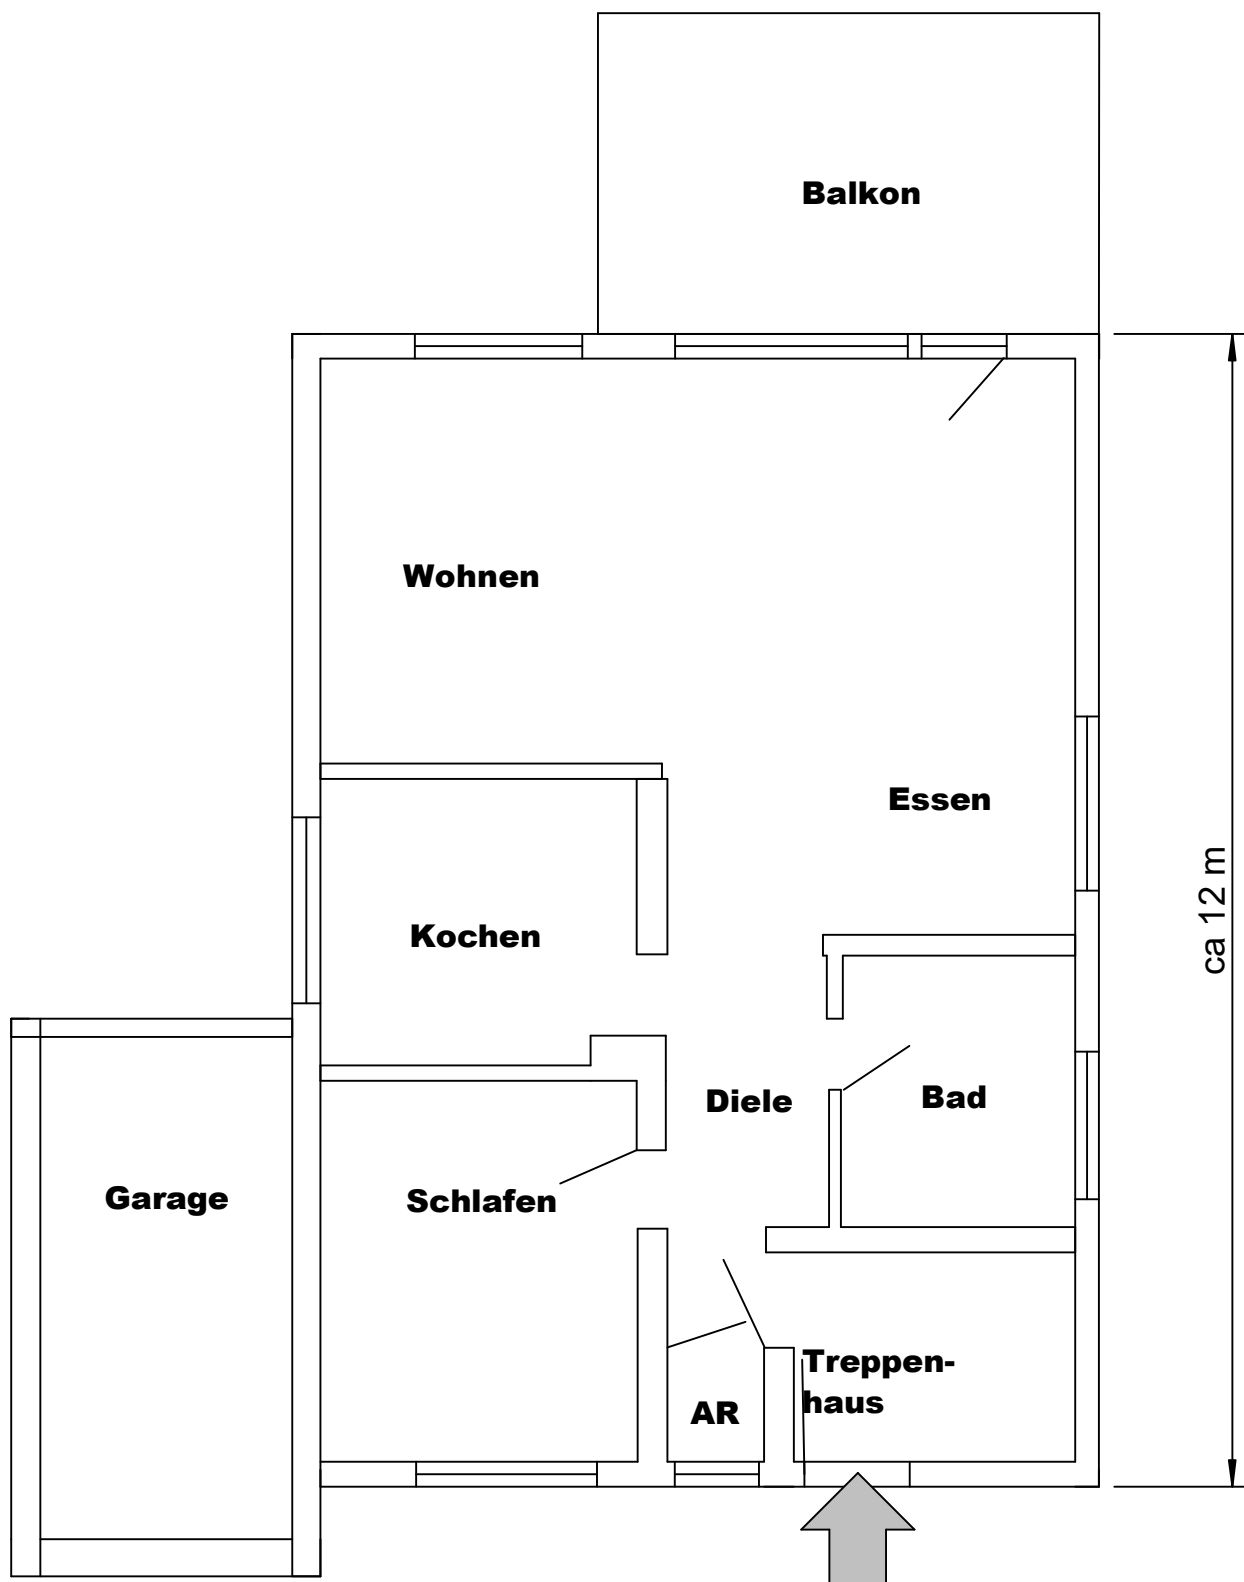 Balkon
Wohnen
Essen
ca 12 m
Kochen
Diele
Bad
Garage
Schlafen
Treppen-
haus
AR